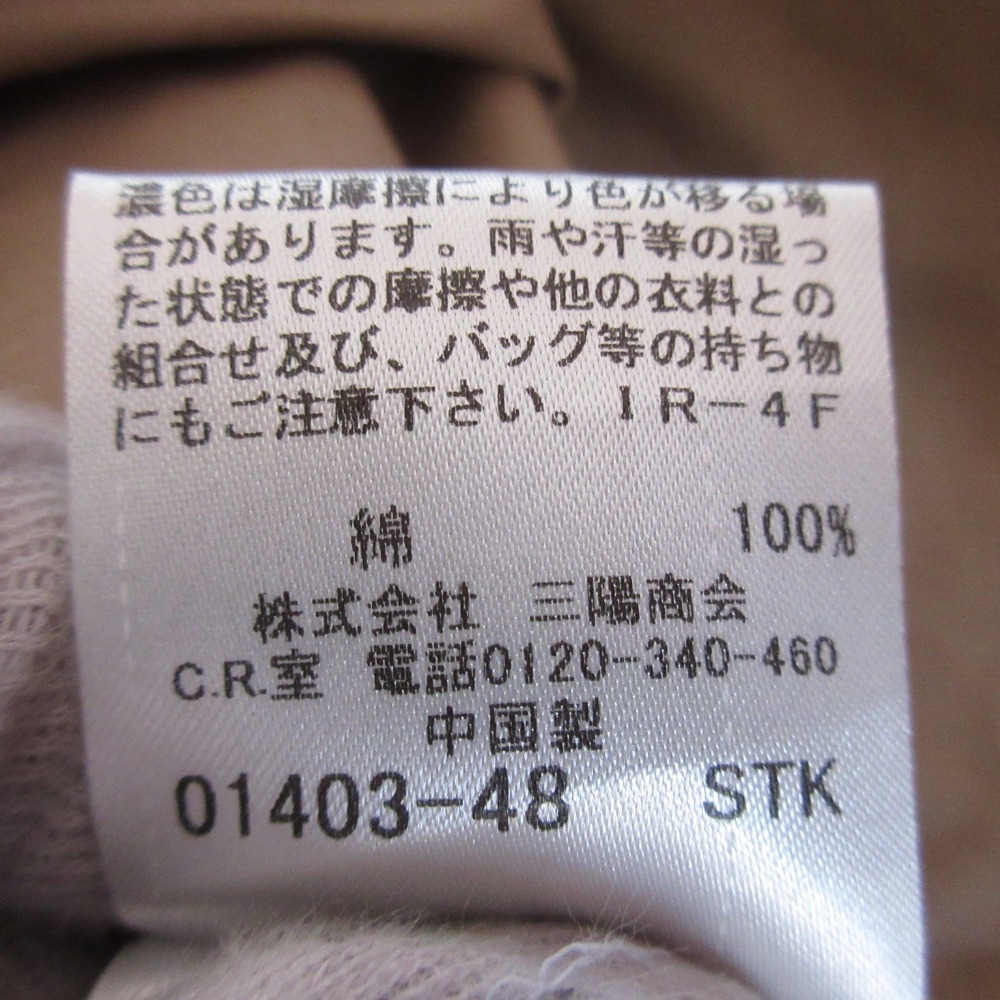 濃色は湿摩擦により色が移る場
合があります。雨や汗等の湿っ
た状態での摩擦や他の衣料との
組合せ及び、バッグ等の持ち物
にもご注意下さい。IR-4F
綿 100%
株式会社 三陽商会
C.R.室 電話0120-340-460
中国製
01403-48 STK